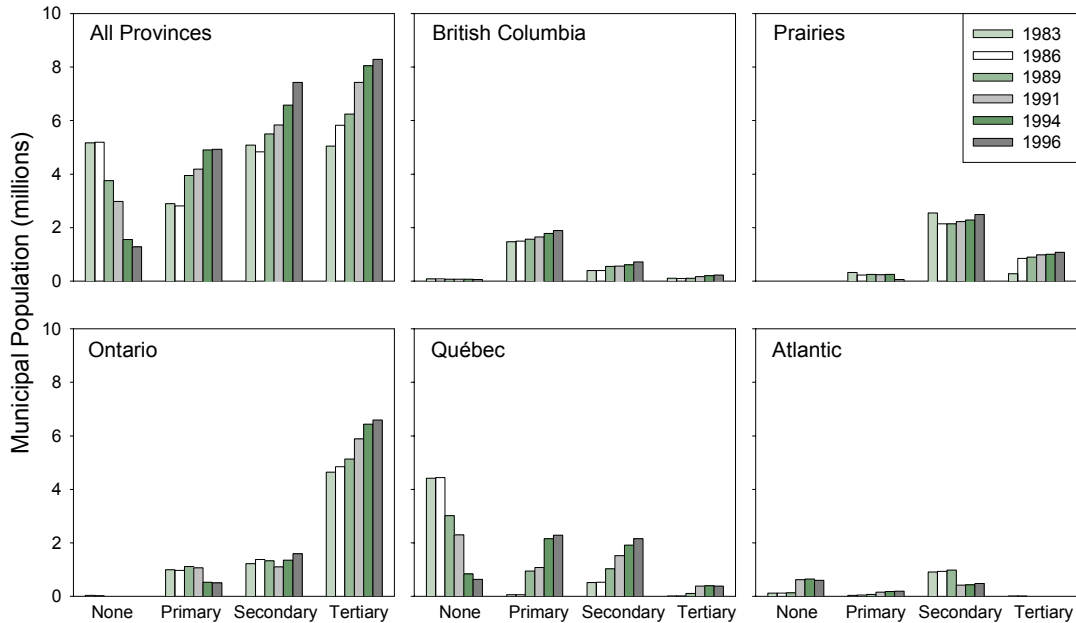 Municipal Population (millions)
10
8
6
4
2
0
All Provinces
British Columbia
Prairies
1983
1986
1989
1991
1994
1996
10
8
6
4
2
0
Ontario
Québec
Atlantic
None Primary Secondary Tertiary
None Primary Secondary Tertiary
None Primary Secondary Tertiary